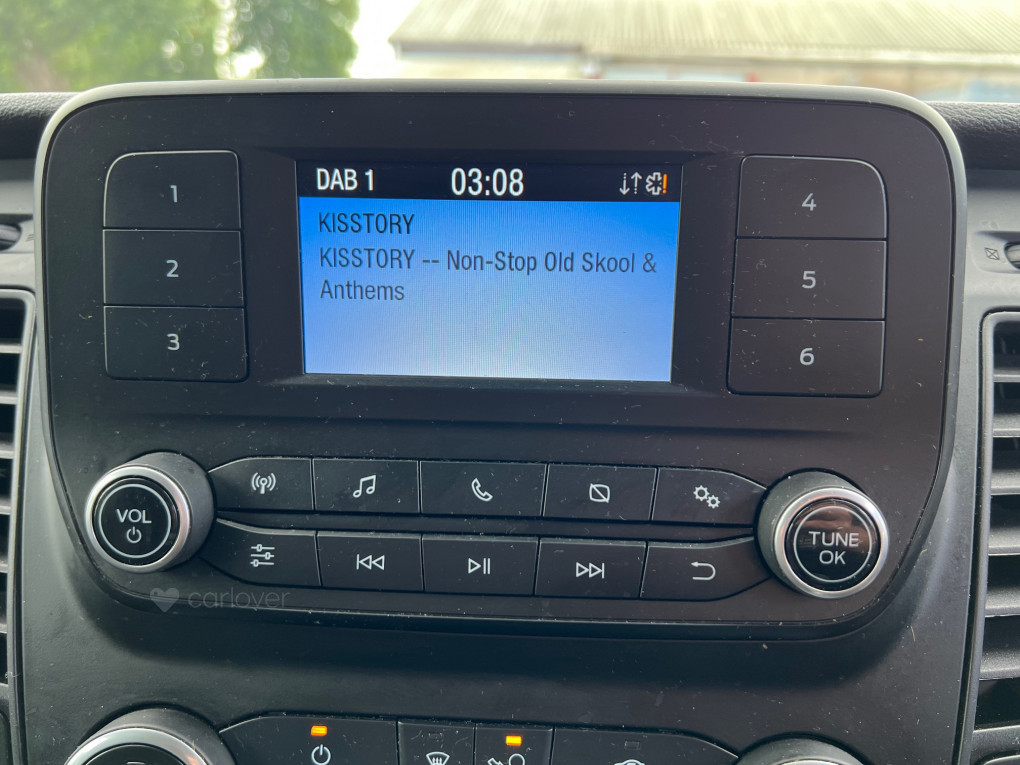 DAB 1 03:08
KISSTORY
KISSTORY -- Non-Stop Old Skool &
Anthems
1
2
3
4
5
6
VOL
TUNE
OK
carlover